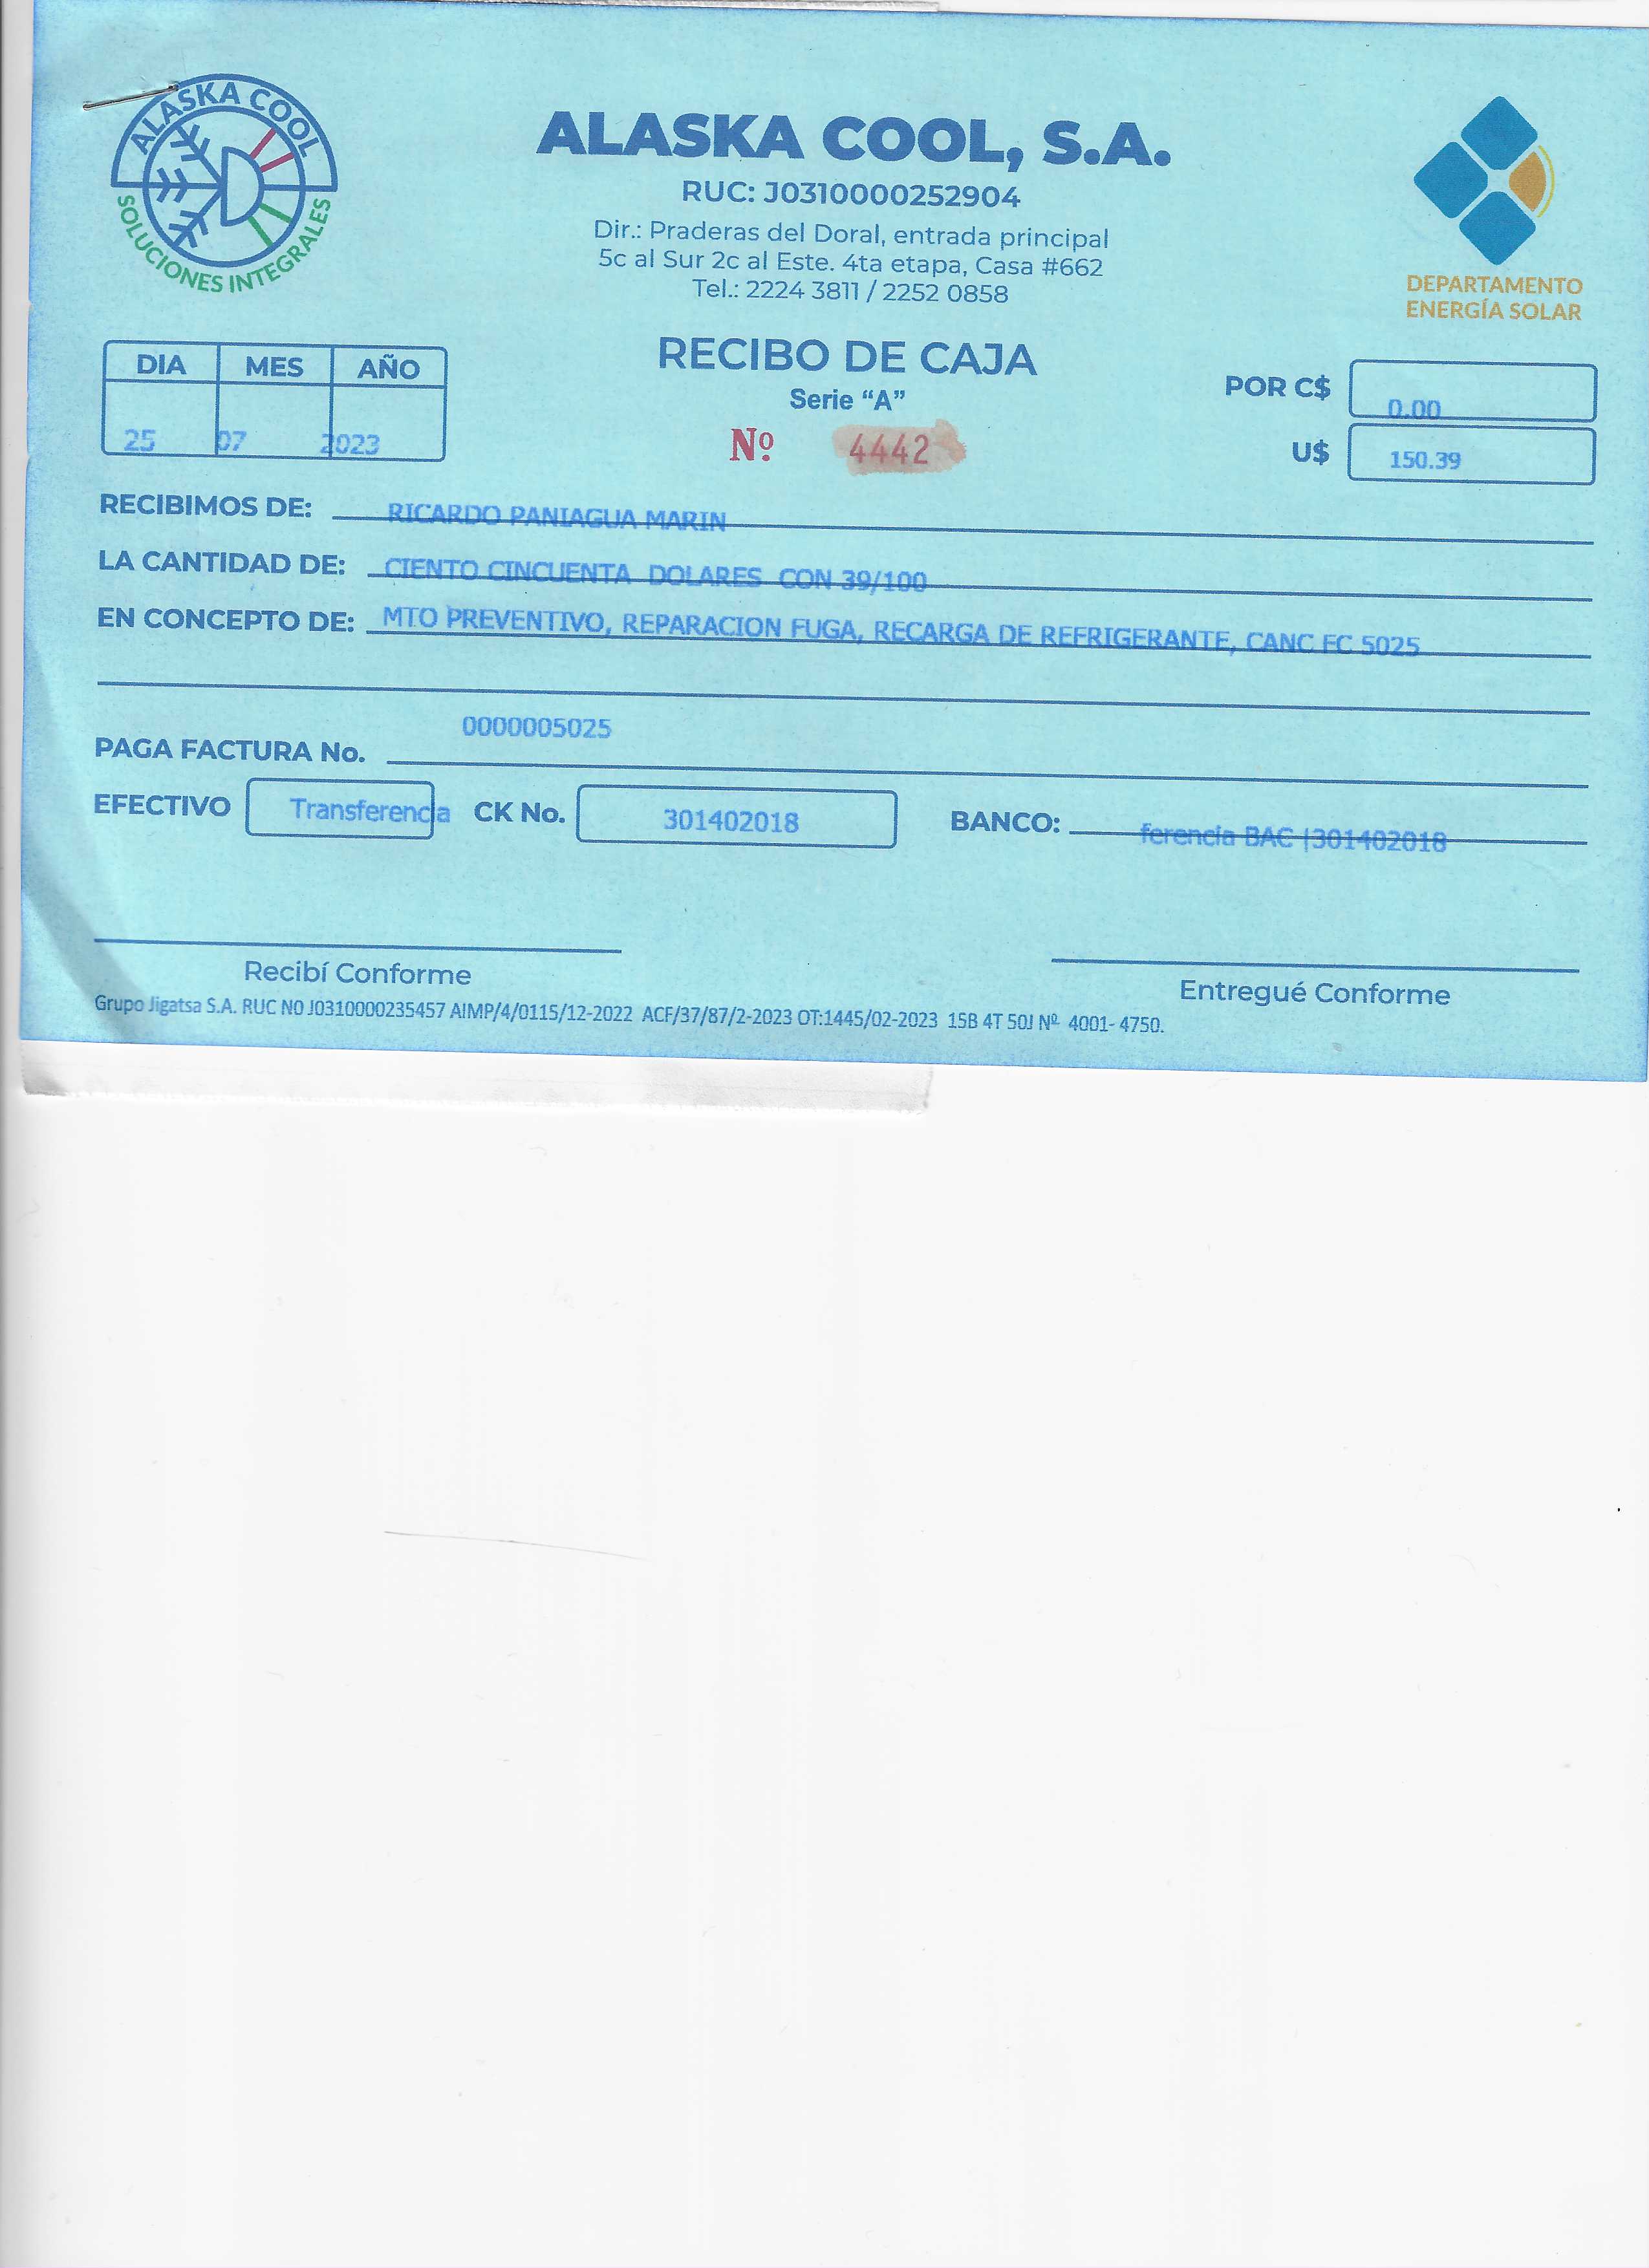 ALASKA COOL
SOLUCIONES INTEGRALES
ALASKA COOL, S.A.
RUC: J0310000252904
Dir.: Praderas del Doral, entrada principal
5c al Sur 2c al Este. 4ta etapa, Casa #662
Tel.: 2224 3811 / 2252 0858
DEPARTAMENTO
ENERGÍA SOLAR
RECIBO DE CAJA
Serie “A”
Nº 4442
DIA MES AÑO
25 07 2023
POR C$ 0.00
U$ 150.39
RECIBIMOS DE: RICARDO PANIAGUA MARIN
LA CANTIDAD DE: CIENTO CINCUENTA DOLARES CON 39/100
EN CONCEPTO DE: MTO PREVENTIVO, REPARACION FUGA, RECARGA DE REFRIGERANTE, CANC FC 5025
PAGA FACTURA No. 0000005025
EFECTIVO Transferencia CK No. 301402018 BANCO: ferencia BAC |301402018
Recibí Conforme Entregué Conforme
Grupo Jigatsa S.A. RUC NO J0310000235457 AIMP/4/0115/12-2022 ACF/37/87/2-2023 OT:1445/02-2023 15B 4T 50J Nº 4001- 4750.